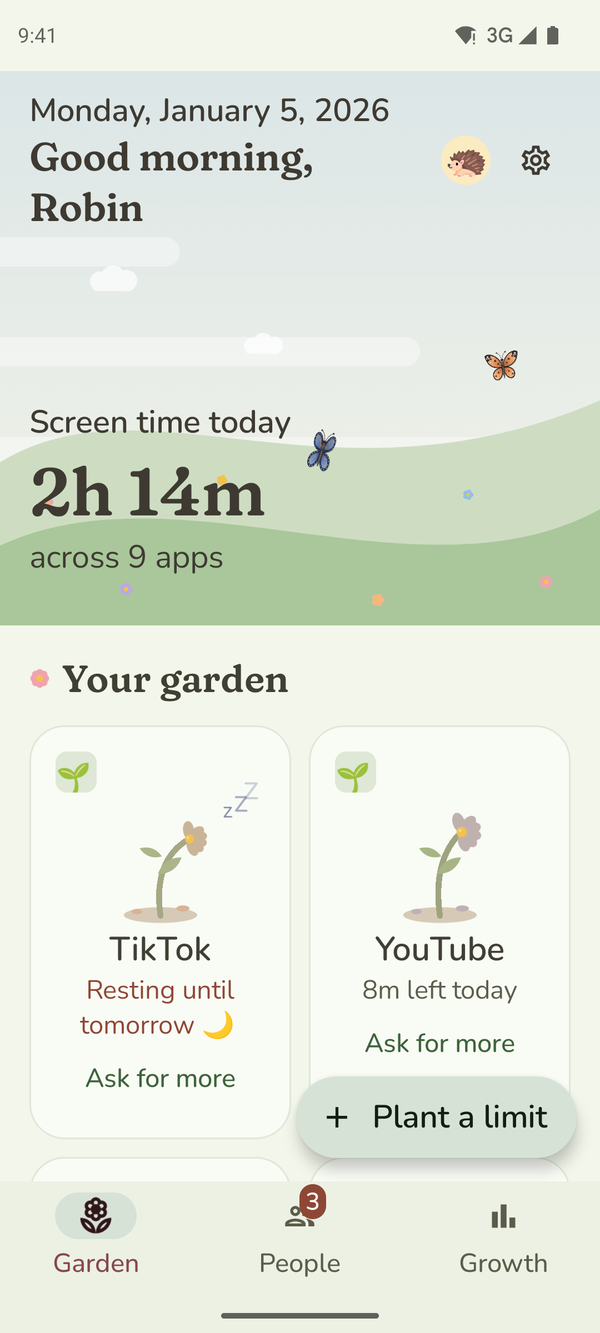 9:41
3G
Monday, January 5, 2026
Good morning,
Robin
Screen time today
2h 14m
across 9 apps
Your garden
z Z Z
TikTok
Resting until
tomorrow 🌙
Ask for more
YouTube
8m left today
Ask for more
+ Plant a limit
3
Garden
People
Growth